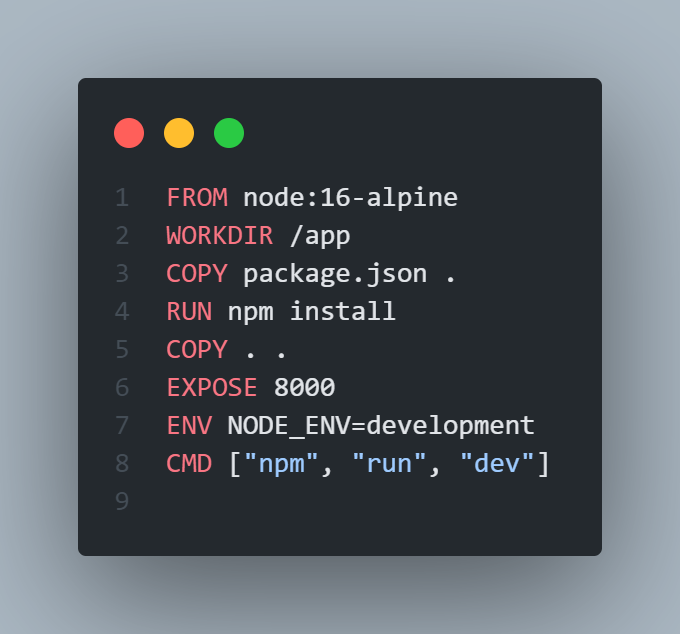 1 FROM node:16-alpine
2 WORKDIR /app
3 COPY package.json .
4 RUN npm install
5 COPY . .
6 EXPOSE 8000
7 ENV NODE_ENV=development
8 CMD ["npm", "run", "dev"]
9